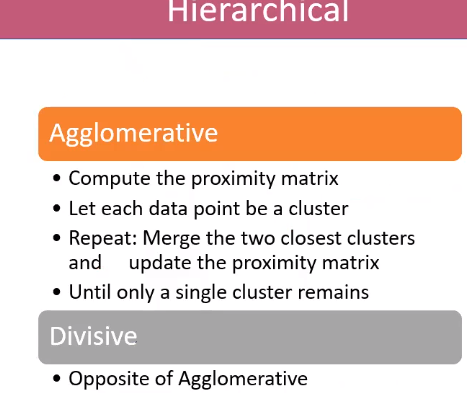 Hierarchical
Agglomerative
• Compute the proximity matrix
• Let each data point be a cluster
• Repeat: Merge the two closest clusters
and update the proximity matrix
• Until only a single cluster remains
Divisive
• Opposite of Agglomerative